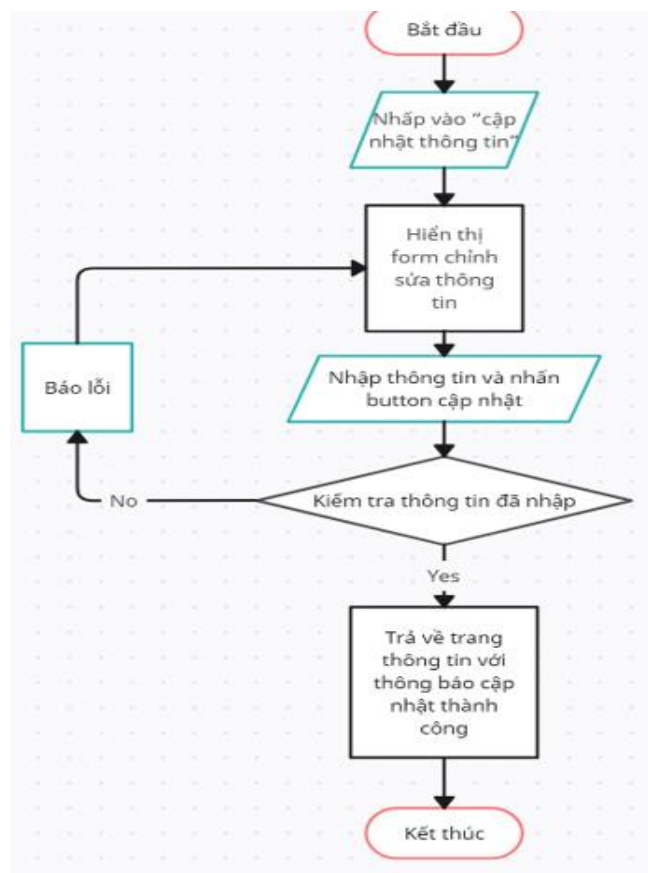 Bắt đầu
Nhấp vào “cập
nhật thông tin”
Hiển thị
form chỉnh
sửa thông
tin
Báo lỗi
Nhập thông tin và nhấn
button cập nhật
No
Kiểm tra thông tin đã nhập
Yes
Trả về trang
thông tin với
thông báo cập
nhật thành
công
Kết thúc